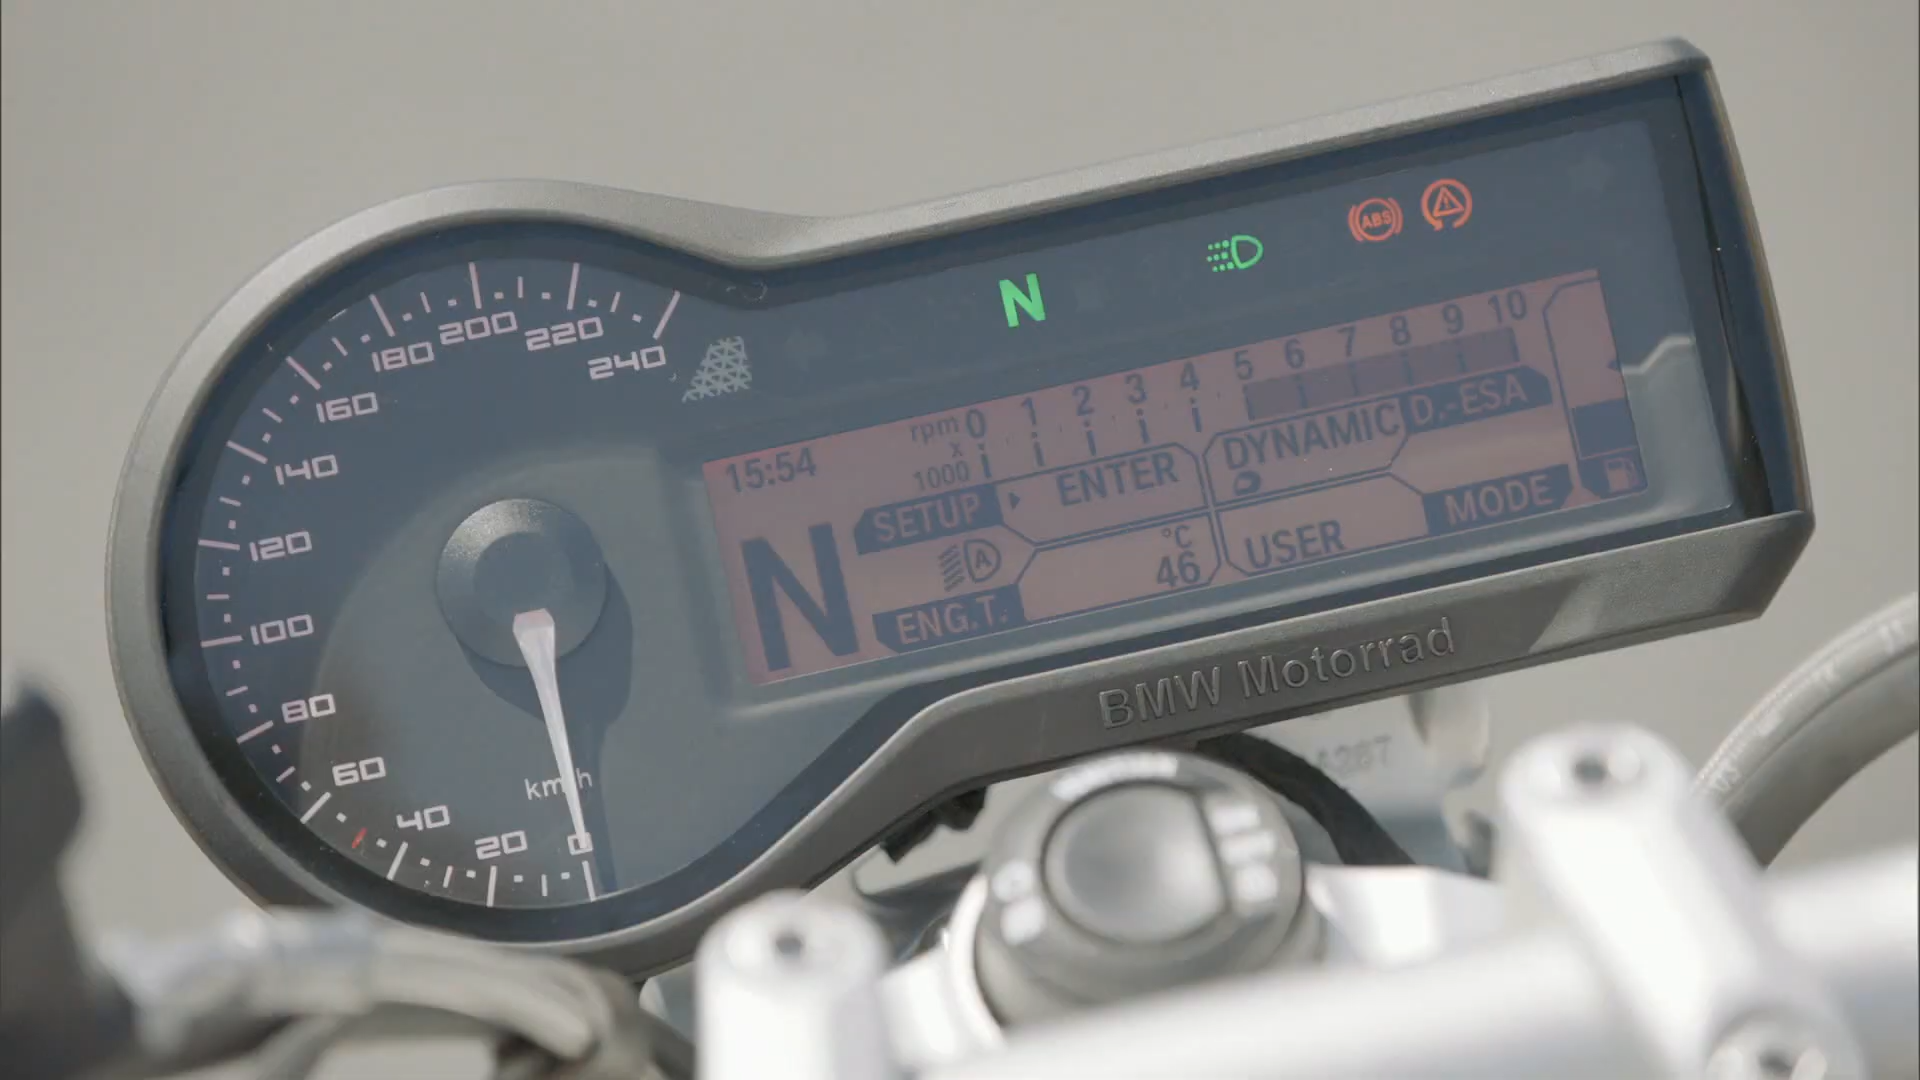 240
220
200
180
160
140
120
100
80
60
40
20
0
km/h
N
ABS
rpm x 1000
0 1 2 3 4 5 6 7 8 9 10
15:54
SETUP ENTER DYNAMIC D.-ESA
N
A
°C
46
USER MODE
ENG.T.
BMW Motorrad